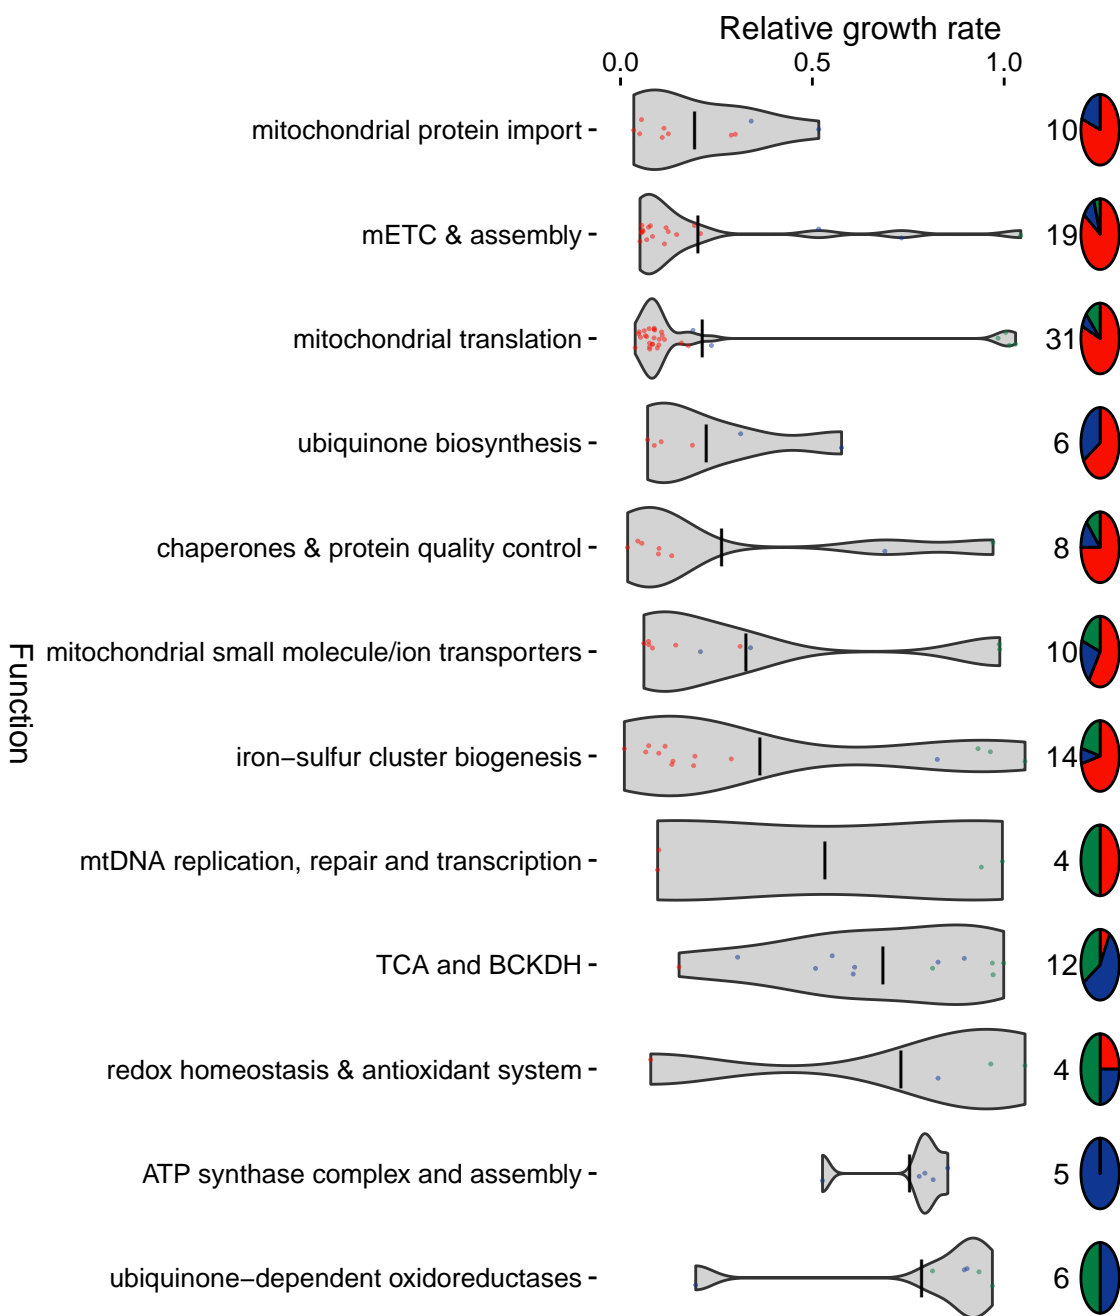 Relative growth rate
0.0 0.5 1.0
mitochondrial protein import 10
mETC & assembly 19
mitochondrial translation 31
ubiquinone biosynthesis 6
chaperones & protein quality control 8
mitochondrial small molecule/ion transporters 10
Function
iron−sulfur cluster biogenesis 14
mtDNA replication, repair and transcription 4
TCA and BCKDH 12
redox homeostasis & antioxidant system 4
ATP synthase complex and assembly 5
ubiquinone−dependent oxidoreductases 6